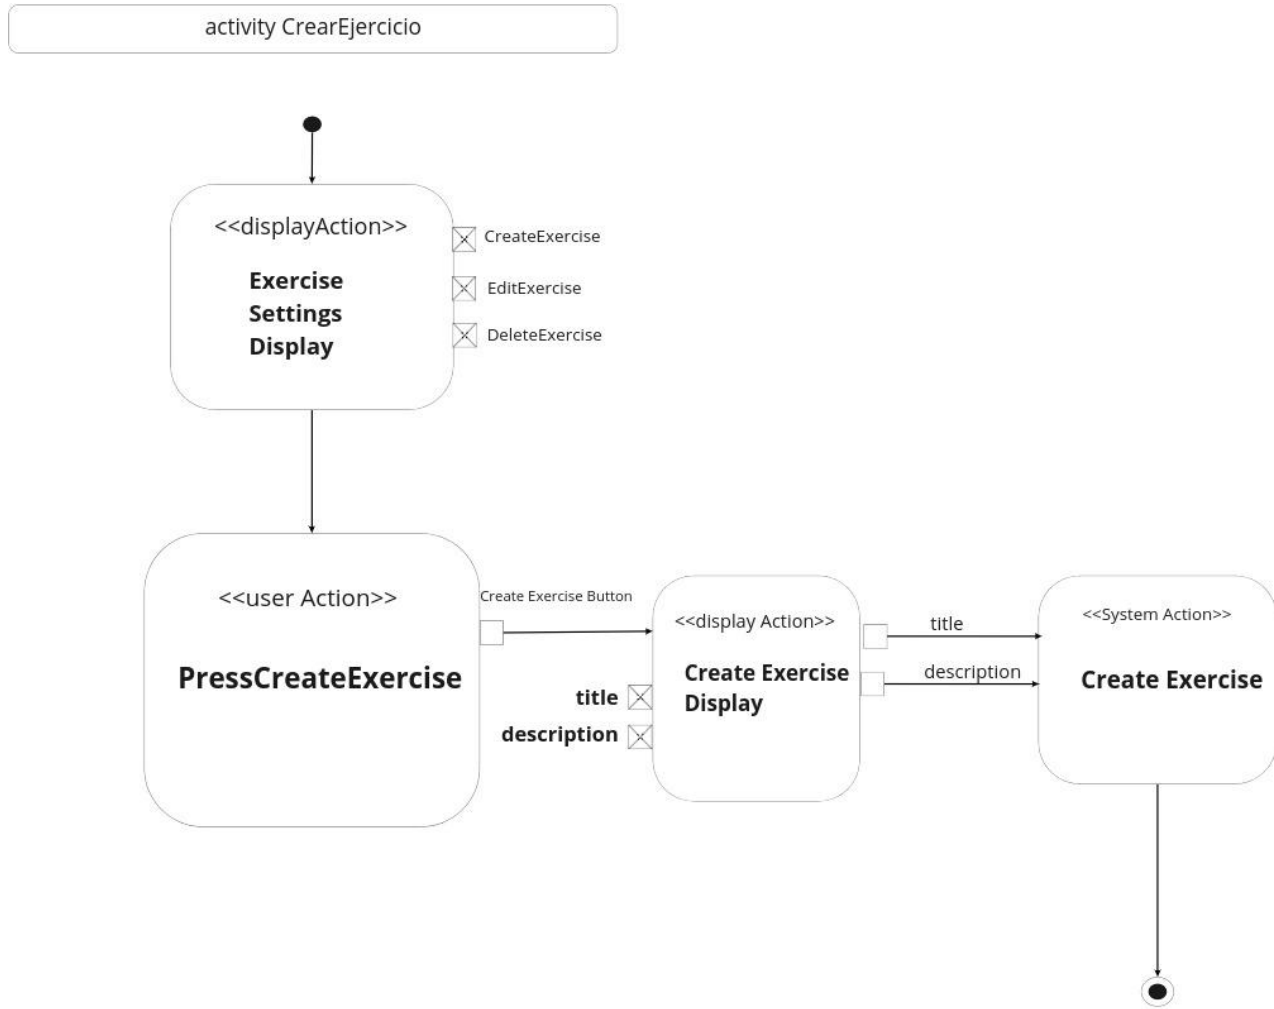 activity CrearEjercicio
<<displayAction>>
Exercise
Settings
Display
CreateExercise
EditExercise
DeleteExercise
<<user Action>>
PressCreateExercise
Create Exercise Button
title
description
<<display Action>>
Create Exercise
Display
title
description
<<System Action>>
Create Exercise